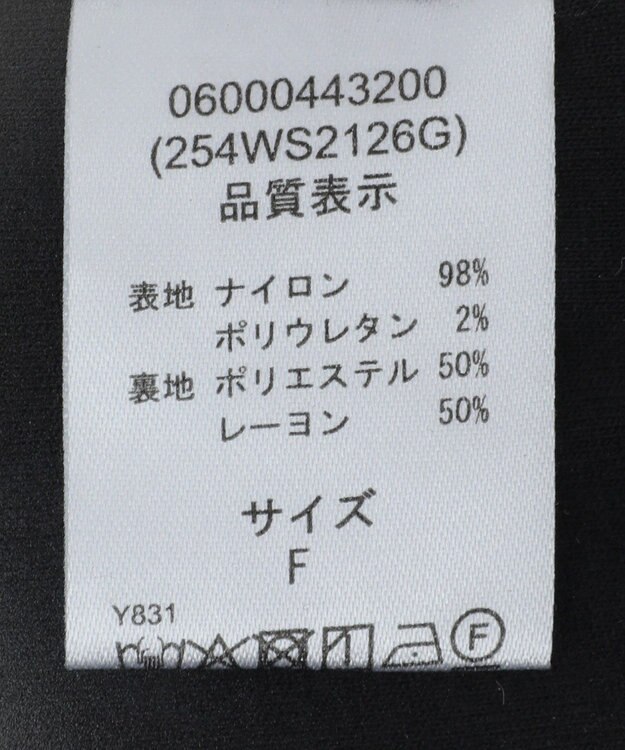 06000443200
(254WS2126G)
品質表示
表地 ナイロン 98%
ポリウレタン 2%
裏地 ポリエステル 50%
レーヨン 50%
サイズ
F
Y831
F